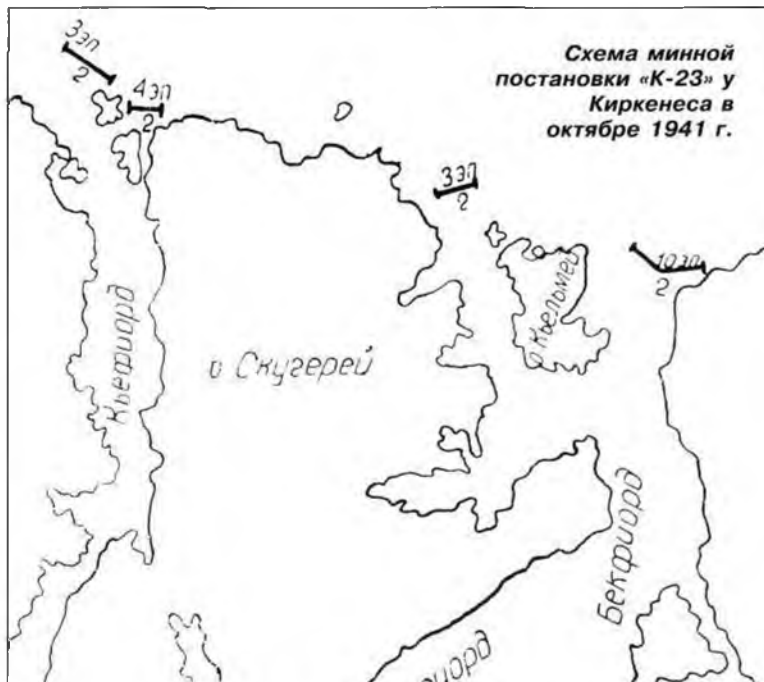 Схема минной
постановки «К-23» у
Киркенеса в
октябре 1941 г.
3эп
2
4эп
2
3эп
2
10эп
2
Кьефиорд
о Скугерей
о. Кьельмей
Бекфиорд